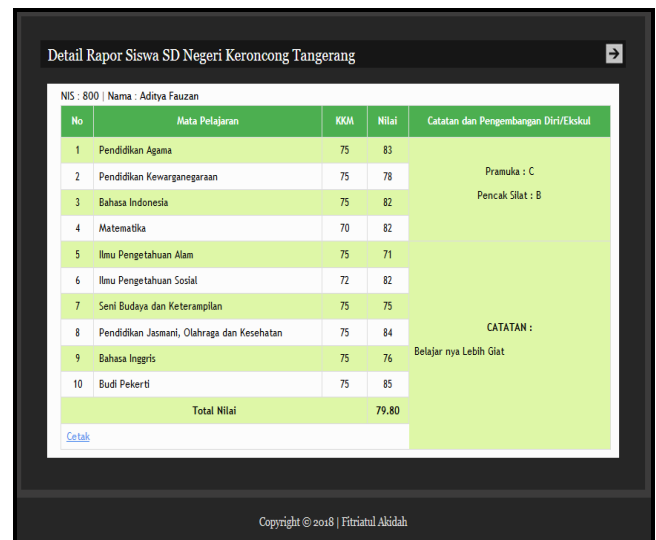 Detail Rapor Siswa SD Negeri Keroncong Tangerang
NIS : 800 | Nama : Aditya Fauzan
No Mata Pelajaran KKM Nilai Catatan dan Pengembangan Diri/Ekskul
1 Pendidikan Agama 75 83
2 Pendidikan Kewarganegaraan 75 78
3 Bahasa Indonesia 75 82
4 Matematika 70 82
Pramuka : C
Pencak Silat : B
5 Ilmu Pengetahuan Alam 75 71
6 Ilmu Pengetahuan Sosial 72 82
7 Seni Budaya dan Keterampilan 75 75
8 Pendidikan Jasmani, Olahraga dan Kesehatan 75 84
9 Bahasa Inggris 75 76
10 Budi Pekerti 75 85
CATATAN :
Belajar nya Lebih Giat
Total Nilai 79.80
Cetak
Copyright © 2018 | Fitriatul Akidah